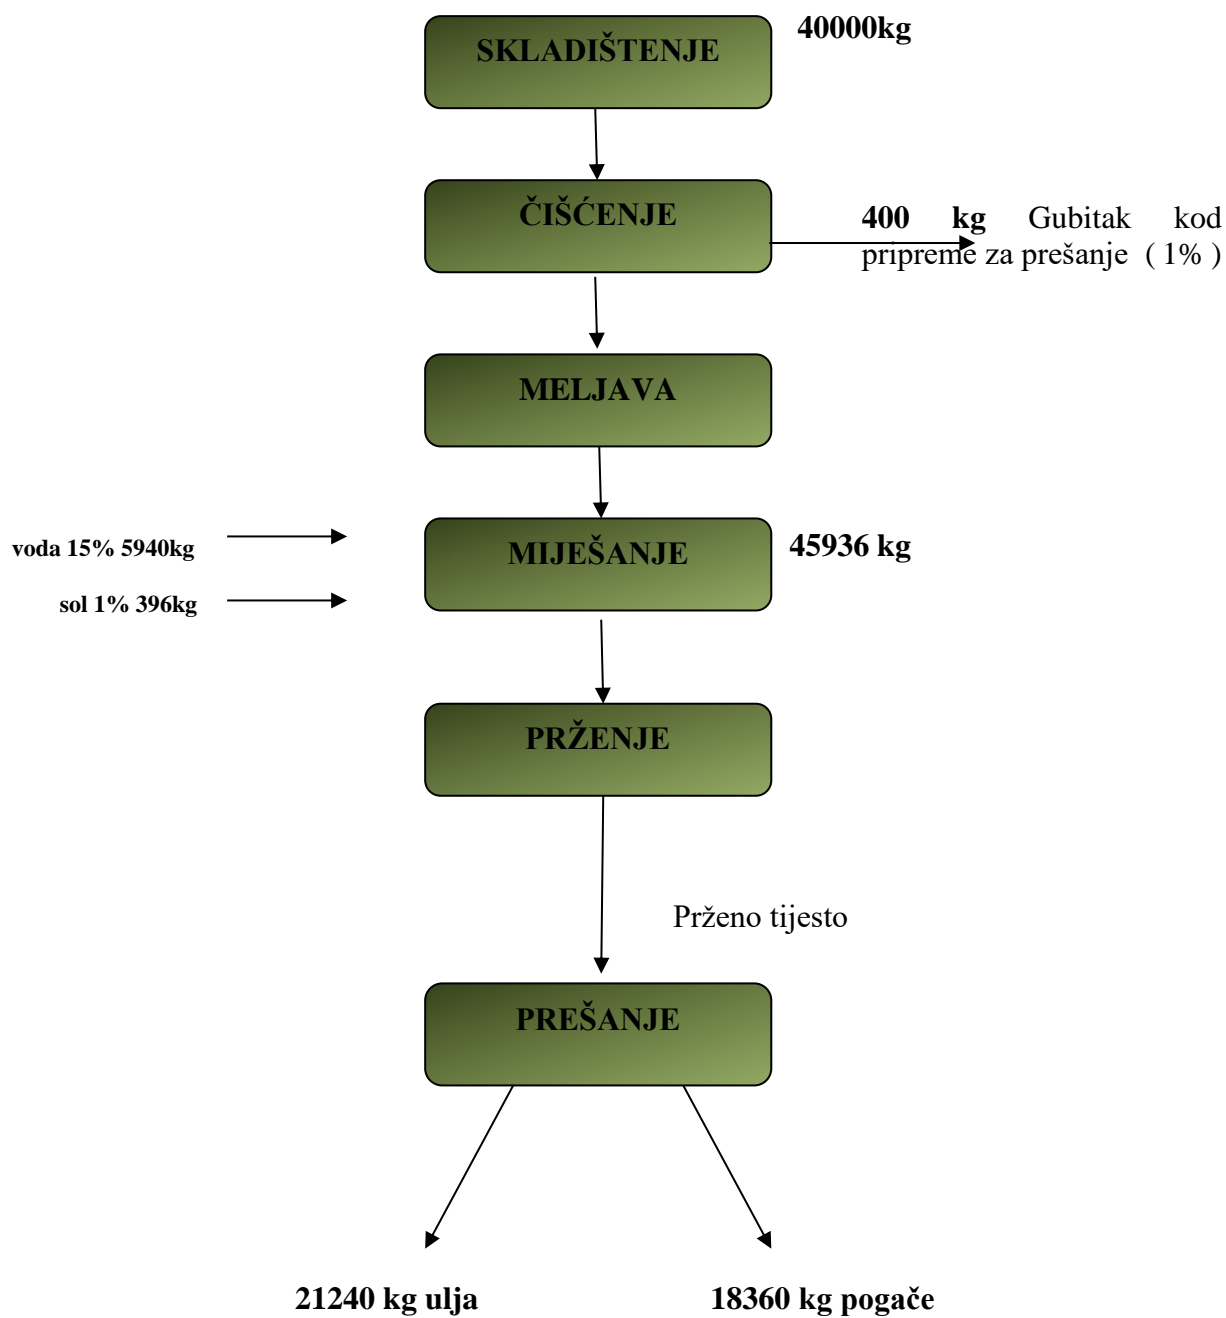 SKLADIŠTENJE
40000kg
ČIŠĆENJE
400 kg Gubitak kod
pripreme za prešanje ( 1% )
MELJAVA
voda 15% 5940kg
MIJEŠANJE
45936 kg
sol 1% 396kg
PRŽENJE
Prženo tijesto
PREŠANJE
21240 kg ulja
18360 kg pogače